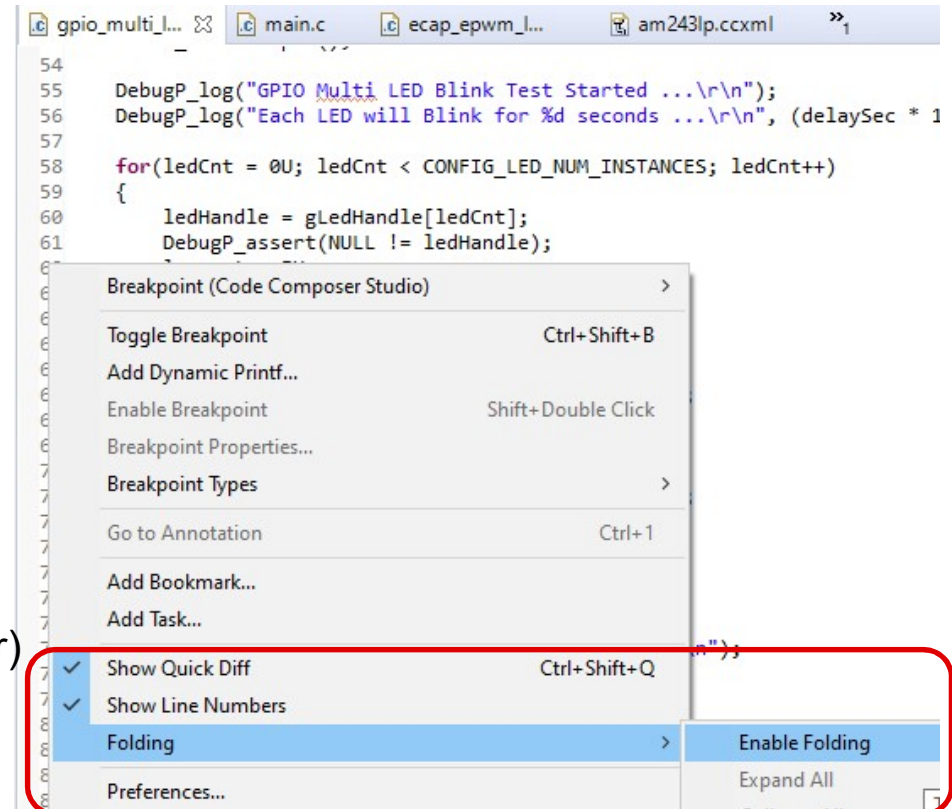 gpio_multi_l... main.c ecap_epwm_l... am243lp.ccxml »1
54
55 DebugP_log("GPIO Multi LED Blink Test Started ...\r\n");
56 DebugP_log("Each LED will Blink for %d seconds ...\r\n", (delaySec *
57
58 for(ledCnt = 0U; ledCnt < CONFIG_LED_NUM_INSTANCES; ledCnt++)
59 {
60 ledHandle = gLedHandle[ledCnt];
61 DebugP_assert(NULL != ledHandle);
Breakpoint (Code Composer Studio) >
Toggle Breakpoint Ctrl+Shift+B
Add Dynamic Printf...
Enable Breakpoint Shift+Double Click
Breakpoint Properties...
Breakpoint Types >
Go to Annotation Ctrl+1
Add Bookmark...
Add Task...
r) \n");
Show Quick Diff Ctrl+Shift+Q
Show Line Numbers
Folding > Enable Folding
Expand All
Preferences...